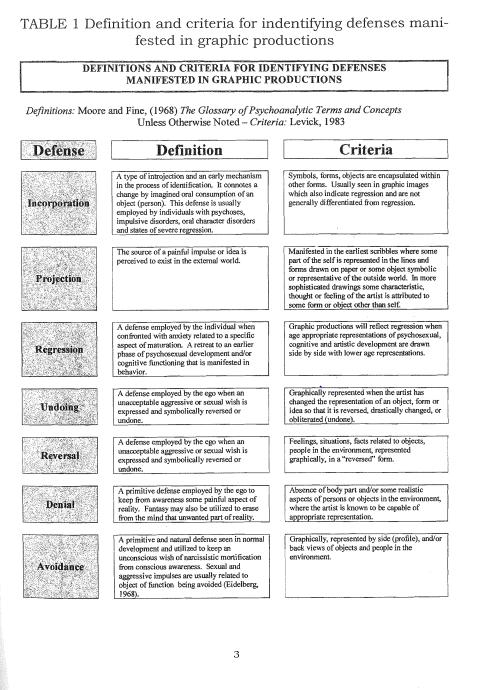 TABLE 1 Definition and criteria for indentifying defenses mani-
fested in graphic productions
DEFINITIONS AND CRITERIA FOR IDENTIFYING DEFENSES
MANIFESTED IN GRAPHIC PRODUCTIONS
Definitions: Moore and Fine, (1968) The Glossary of Psychoanalytic Terms and Concepts
Unless Otherwise Noted – Criteria: Levick, 1983
Defense
Definition
Criteria
Incorporation
A type of introjection and an early mechanism
in the process of identification. It connotes a
change by imagined oral consumption of an
object (person). This defense is usually
employed by individuals with psychoses,
impulsive disorders, oral character disorders
and states of severe regression.
Symbols, forms, objects are encapsulated within
other forms. Usually seen in graphic images
which also indicate regression and are not
generally differentiated from regression.
Projection
The source of a painful impulse or idea is
perceived to exist in the external world.
Manifested in the earliest scribbles where some
part of the self is represented in the lines and
forms drawn on paper or some object symbolic
or representative of the outside world. In more
sophisticated drawings some characteristic,
thought or feeling of the artist is attributed to
some form or object other than self.
Regression
A defense employed by the individual when
confronted with anxiety related to a specific
aspect of maturation. A retreat to an earlier
phase of psychosexual development and/or
cognitive functioning that is manifested in
behavior.
Graphic productions will reflect regression when
age appropriate representations of psychosexual,
cognitive and artistic development are drawn
side by side with lower age representations.
Undoing
A defense employed by the ego when an
unacceptable aggressive or sexual wish is
expressed and symbolically reversed or
undone.
Graphically represented when the artist has
changed the representation of an object, form or
idea so that it is reversed, drastically changed, or
obliterated (undone).
Reversal
A defense employed by the ego when an
unacceptable aggressive or sexual wish is
expressed and symbolically reversed or
undone.
Feelings, situations, facts related to objects,
people in the environment, represented
graphically, in a “reversed” form.
Denial
A primitive defense employed by the ego to
keep from awareness some painful aspect of
reality. Fantasy may also be utilized to erase
from the mind that unwanted part of reality.
Absence of body part and/or some realistic
aspects of persons or objects in the environment,
where the artist is known to be capable of
appropriate representation.
Avoidance
A primitive and natural defense seen in normal
development and utilized to keep an
unconscious wish of narcissistic mortification
from conscious awareness. Sexual and
aggressive impulses are usually related to
object of function being avoided (Eidelberg,
1968).
Graphically, represented by side (profile), and/or
back views of objects and people in the
environment.
3